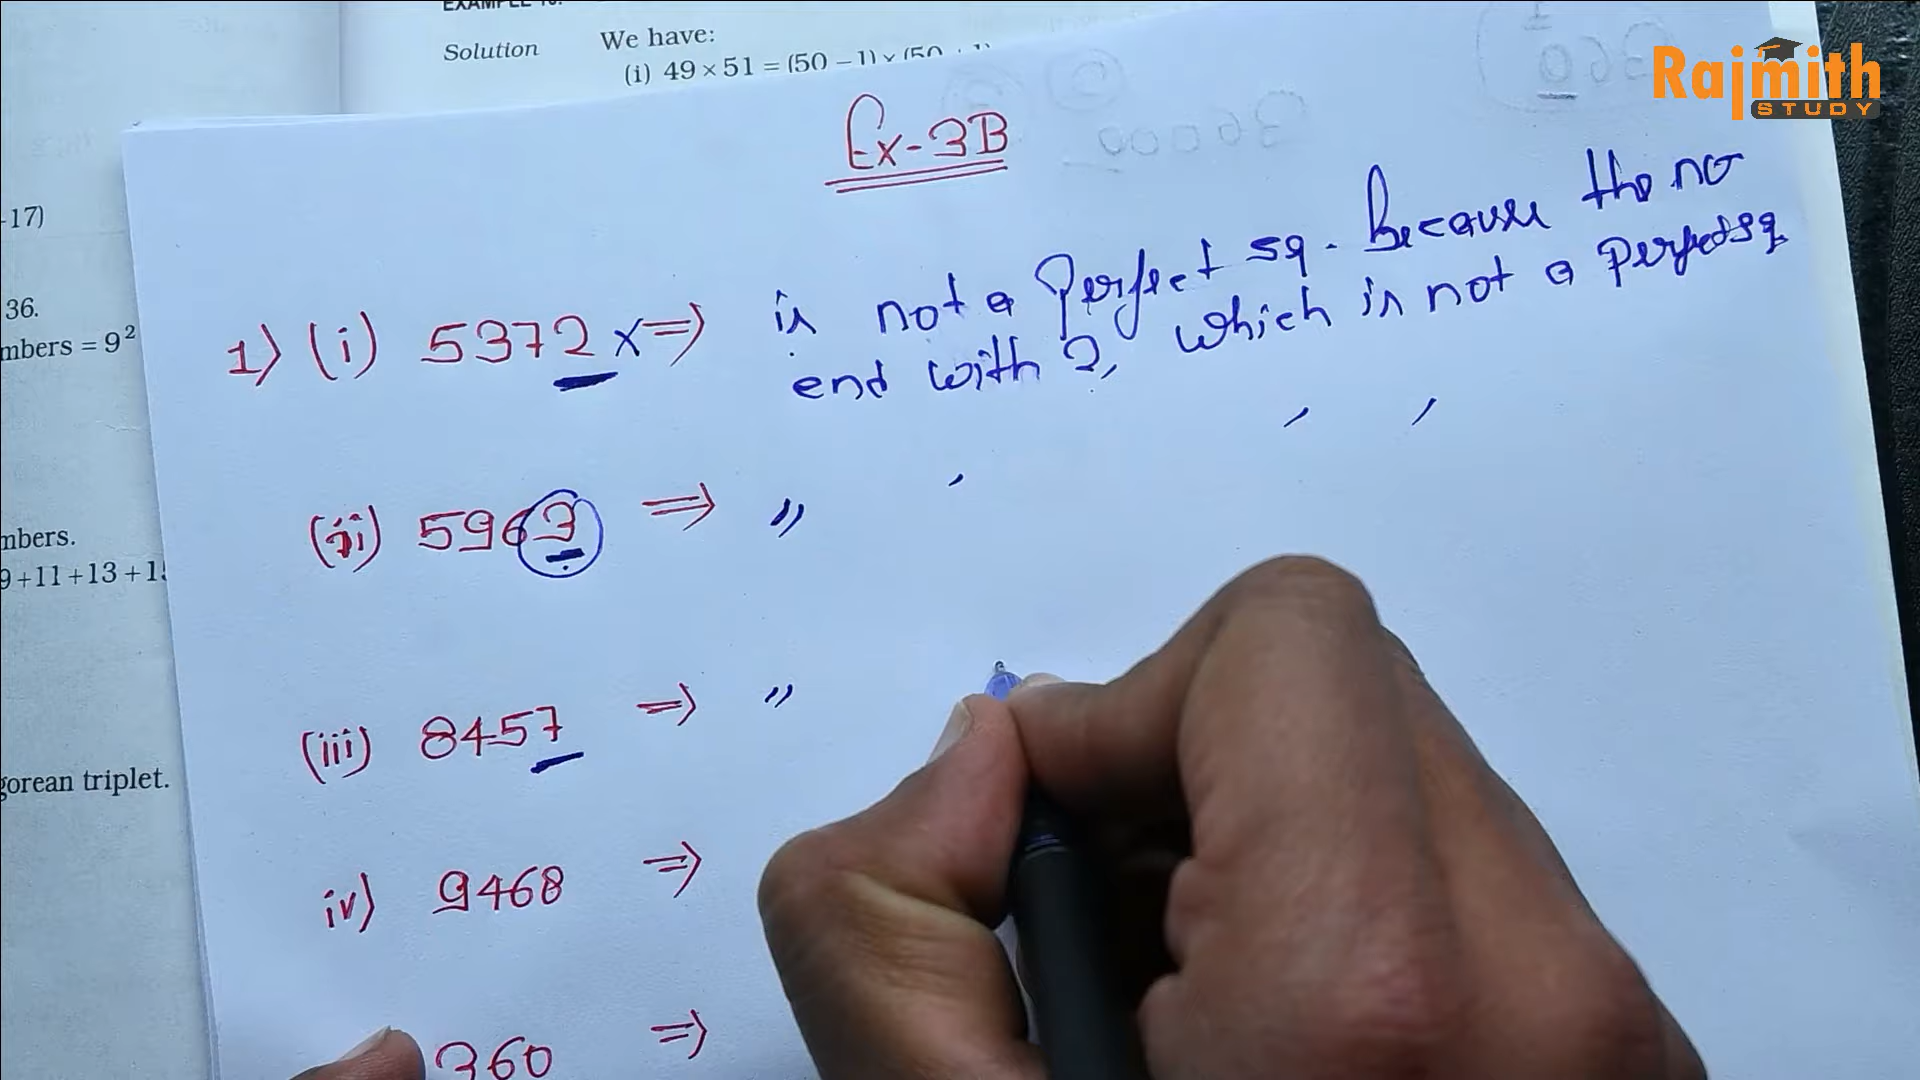 Solution We have:
(i) 49 × 51 = (50 – 1) × (50 + 1)
Rajmith
STUDY
Ex-3B
-17)
36.
mbers = 9²
mbers.
9+11+13+1
gorean triplet.
1) (i) 5372 x ⇒ is not a Perfect sq. Because the no
end with 2, which is not a perfect sq
(ii) 5963 ⇒ " ' ' '
(iii) 8457 ⇒ "
iv) 9468 ⇒
360 ⇒